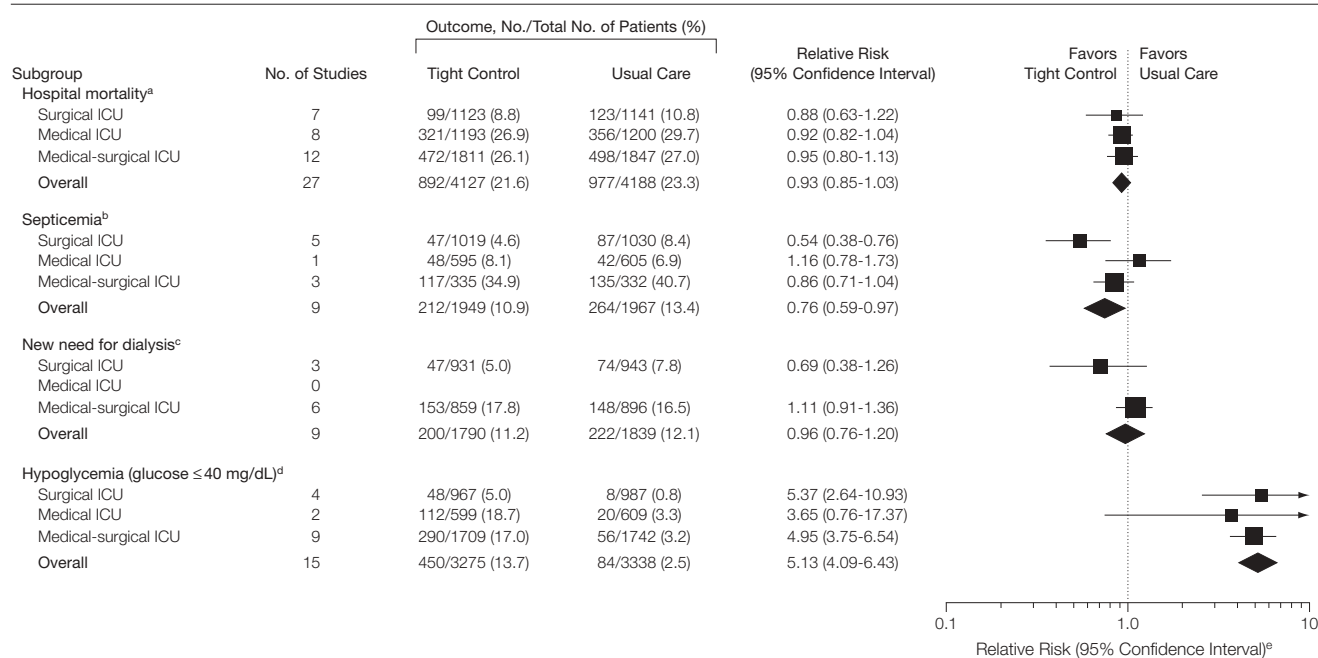 Outcome, No./Total No. of Patients (%)
Subgroup No. of Studies Tight Control Usual Care Relative Risk (95% Confidence Interval) Favors Tight Control Favors Usual Care
Hospital mortalityᵃ
Surgical ICU 7 99/1123 (8.8) 123/1141 (10.8) 0.88 (0.63-1.22)
Medical ICU 8 321/1193 (26.9) 356/1200 (29.7) 0.92 (0.82-1.04)
Medical-surgical ICU 12 472/1811 (26.1) 498/1847 (27.0) 0.95 (0.80-1.13)
Overall 27 892/4127 (21.6) 977/4188 (23.3) 0.93 (0.85-1.03)
Septicemiaᵇ
Surgical ICU 5 47/1019 (4.6) 87/1030 (8.4) 0.54 (0.38-0.76)
Medical ICU 1 48/595 (8.1) 42/605 (6.9) 1.16 (0.78-1.73)
Medical-surgical ICU 3 117/335 (34.9) 135/332 (40.7) 0.86 (0.71-1.04)
Overall 9 212/1949 (10.9) 264/1967 (13.4) 0.76 (0.59-0.97)
New need for dialysisᶜ
Surgical ICU 3 47/931 (5.0) 74/943 (7.8) 0.69 (0.38-1.26)
Medical ICU 0
Medical-surgical ICU 6 153/859 (17.8) 148/896 (16.5) 1.11 (0.91-1.36)
Overall 9 200/1790 (11.2) 222/1839 (12.1) 0.96 (0.76-1.20)
Hypoglycemia (glucose ≤40 mg/dL)ᵈ
Surgical ICU 4 48/967 (5.0) 8/987 (0.8) 5.37 (2.64-10.93)
Medical ICU 2 112/599 (18.7) 20/609 (3.3) 3.65 (0.76-17.37)
Medical-surgical ICU 9 290/1709 (17.0) 56/1742 (3.2) 4.95 (3.75-6.54)
Overall 15 450/3275 (13.7) 84/3338 (2.5) 5.13 (4.09-6.43)
0.1 1.0 10
Relative Risk (95% Confidence Interval)ᵉ